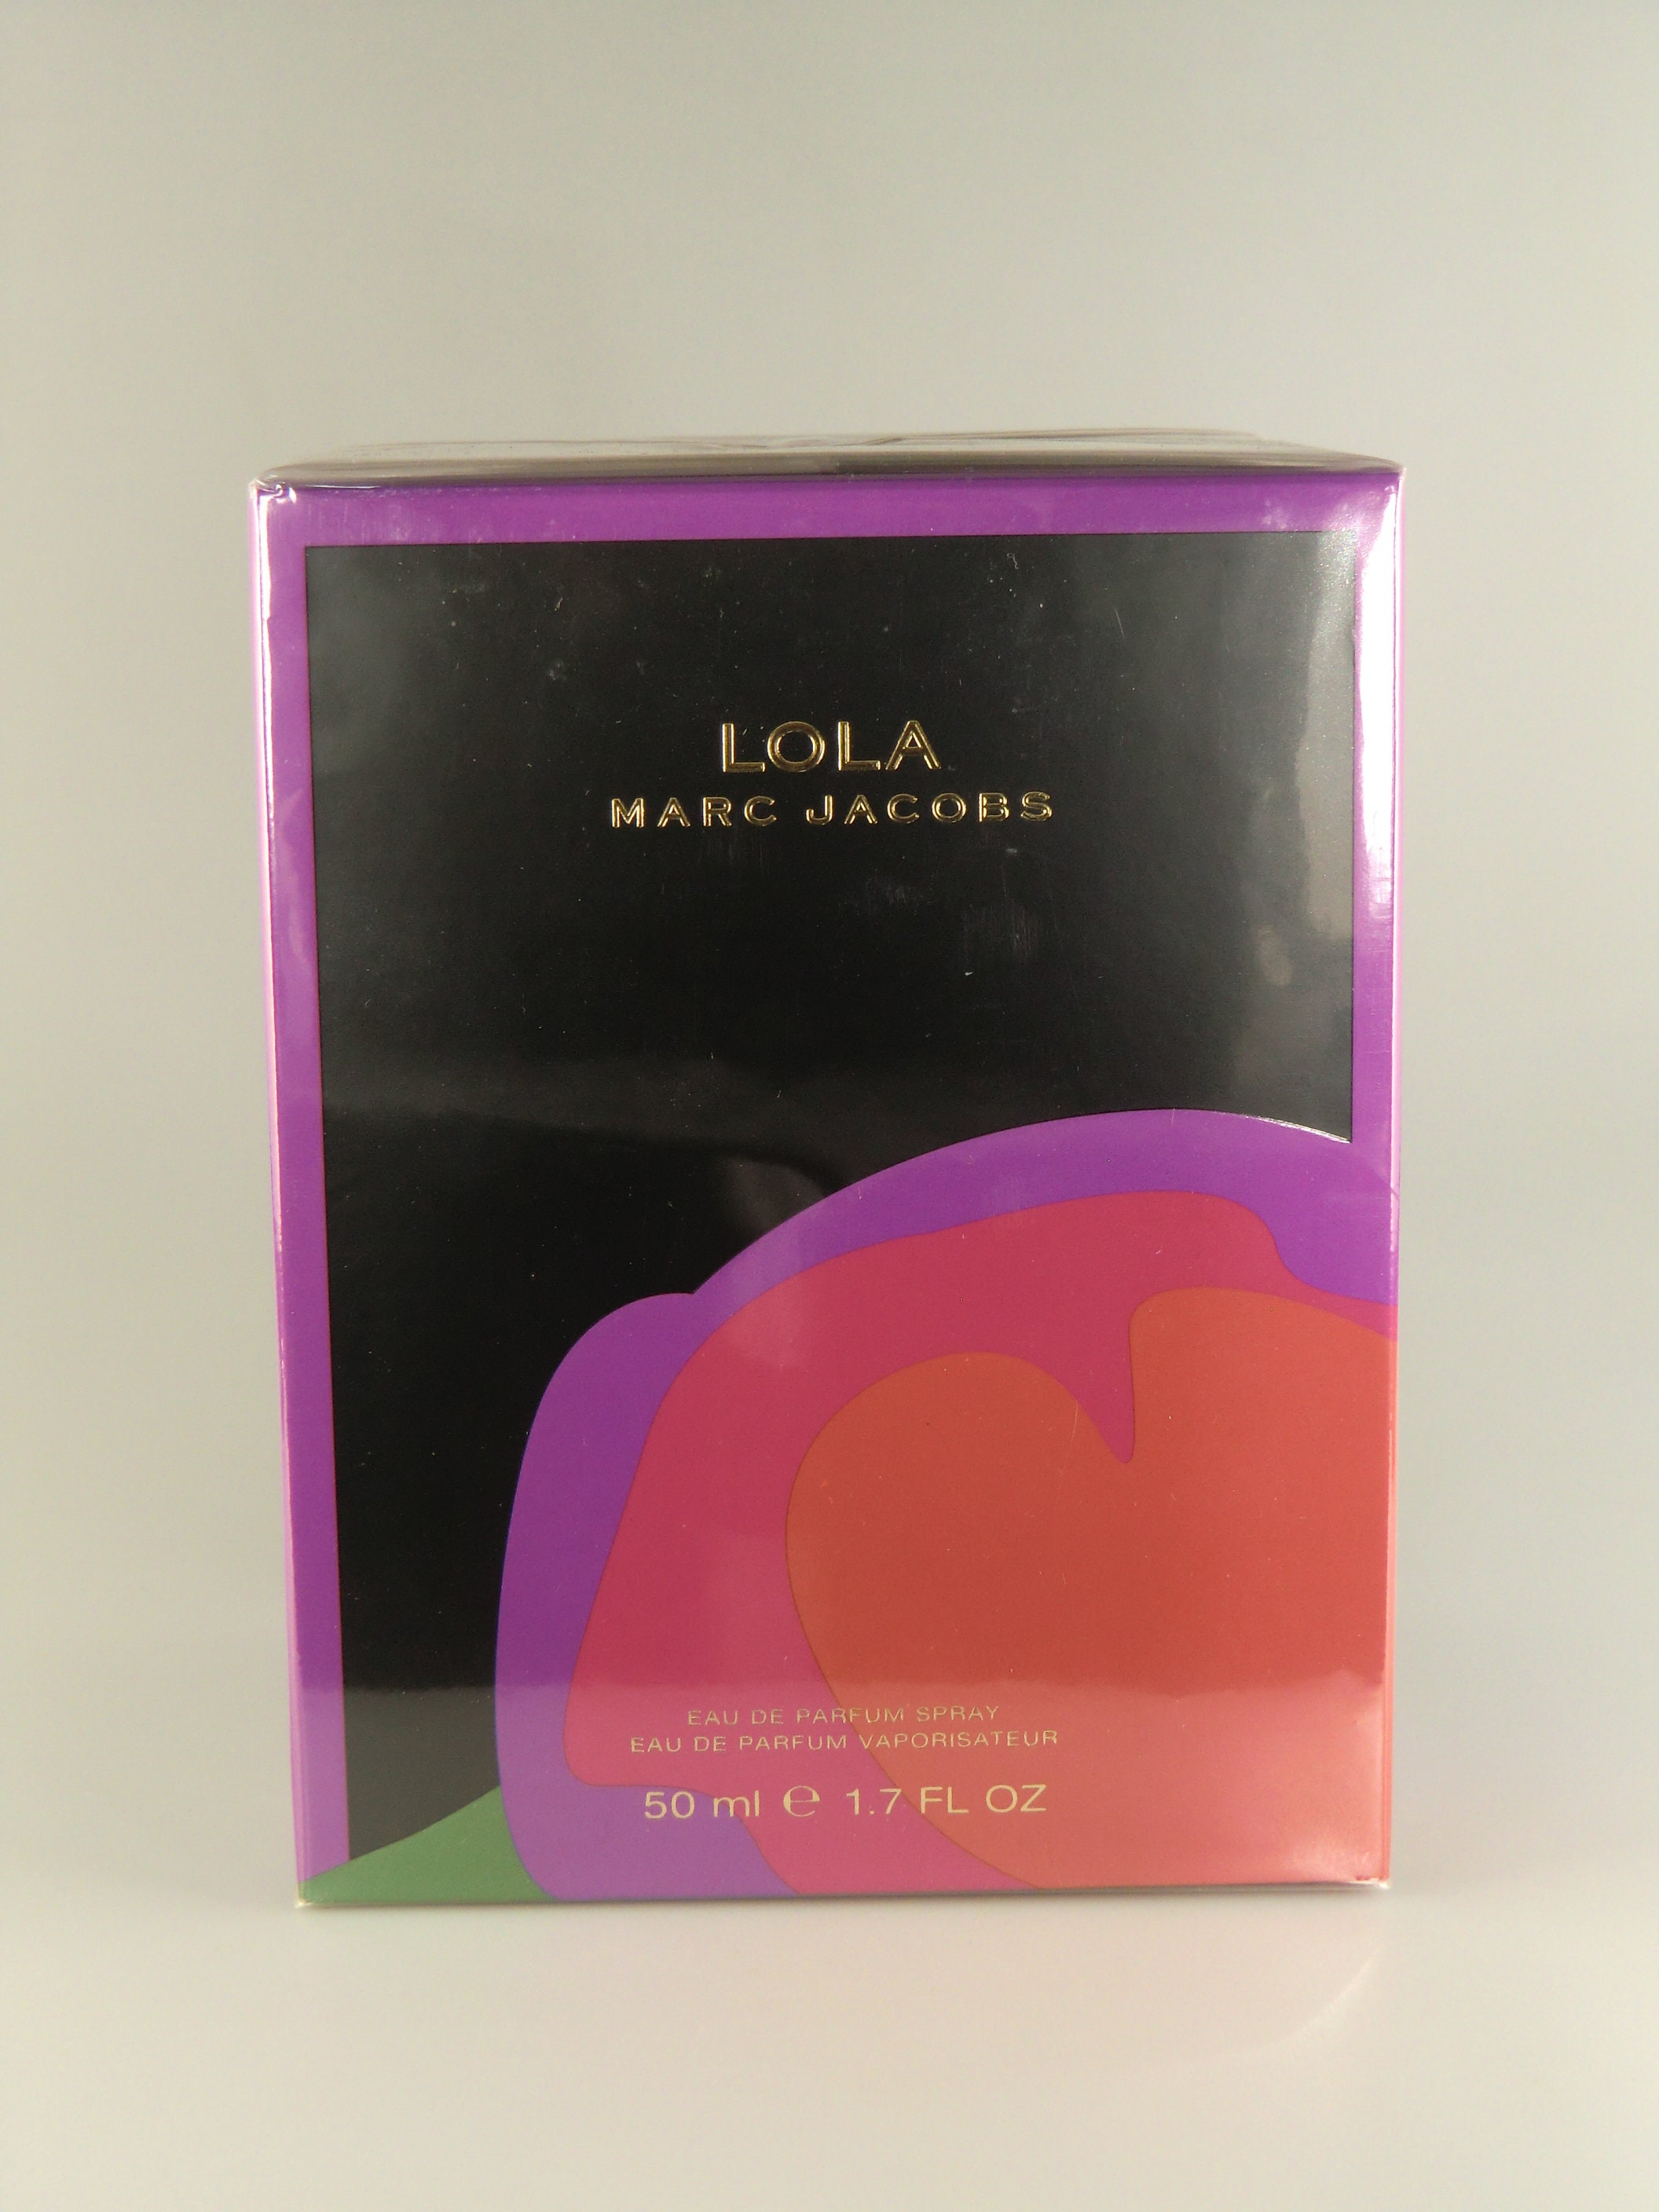 LOLA
MARC JACOBS
EAU DE PARFUM SPRAY
EAU DE PARFUM VAPORISATEUR
50 ml ℮ 1.7 FL OZ